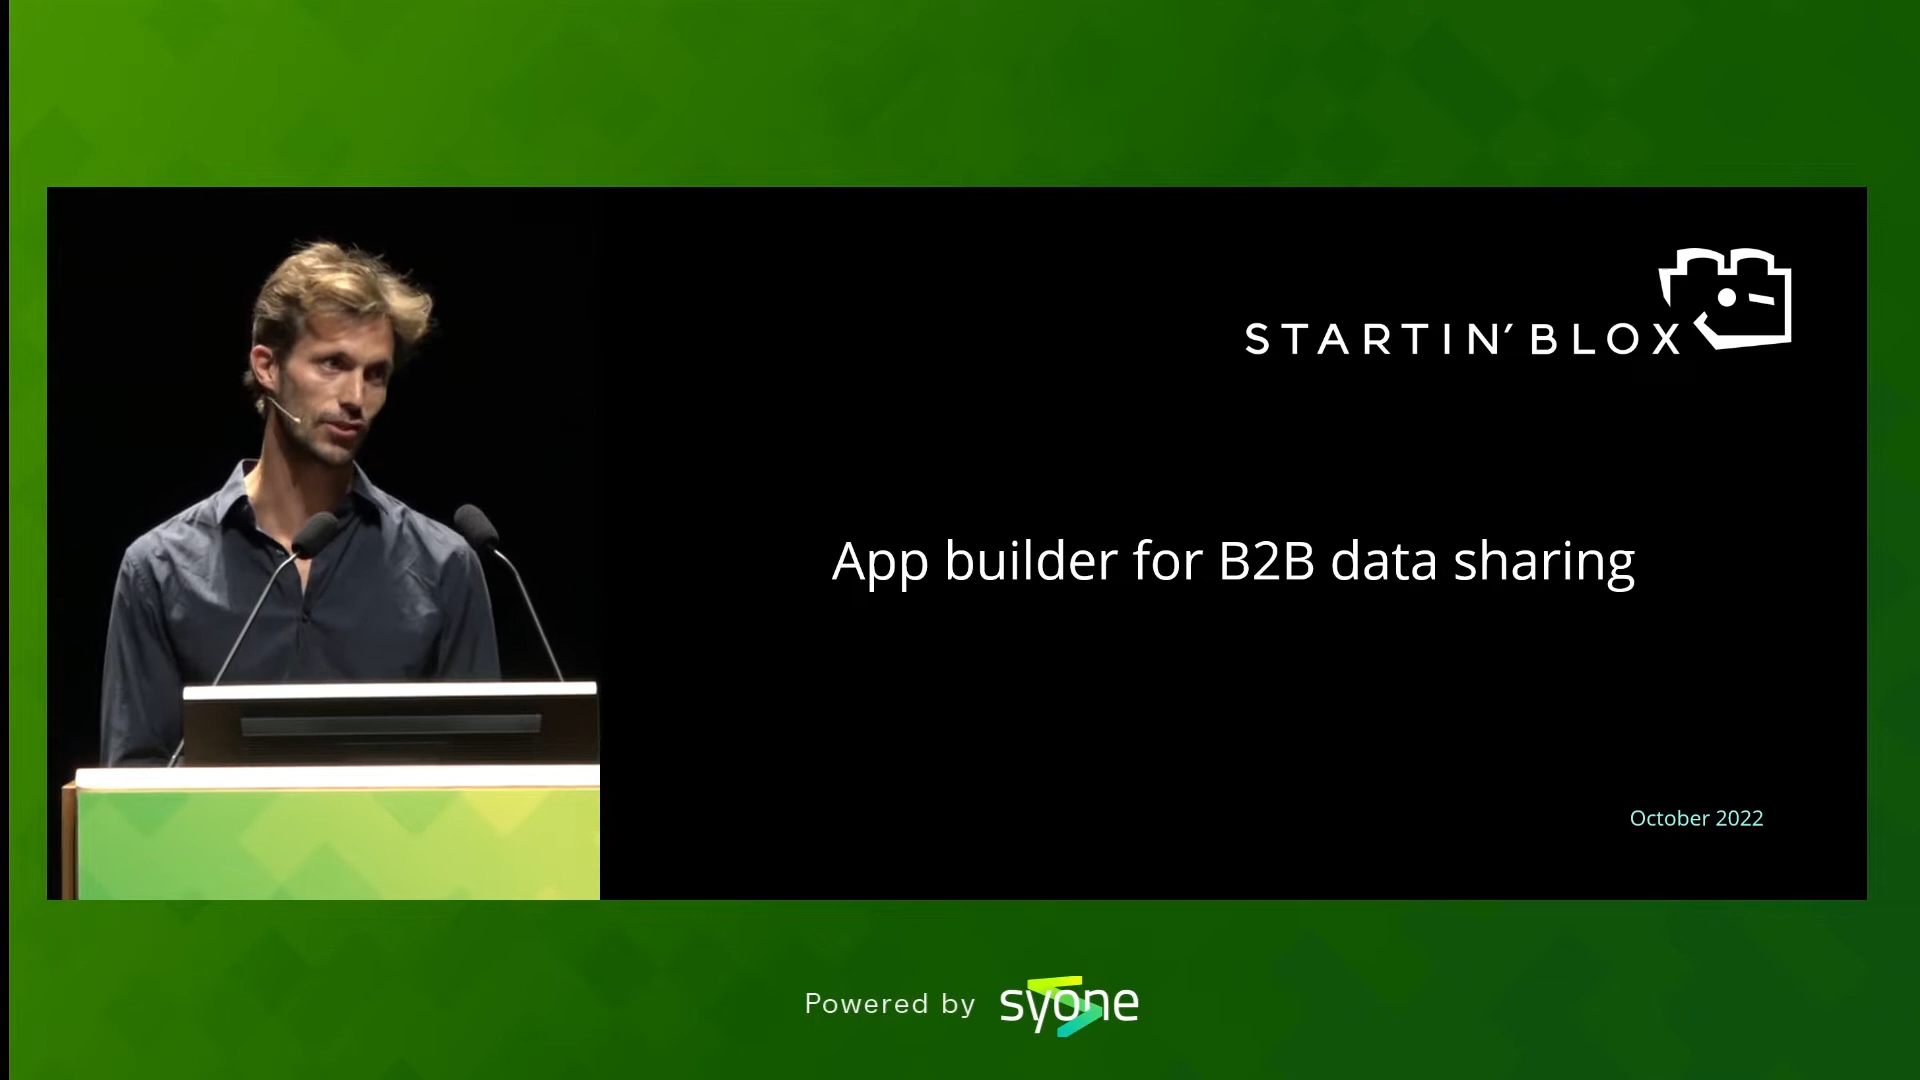 STARTIN'BLOX
App builder for B2B data sharing
October 2022
Powered by syone